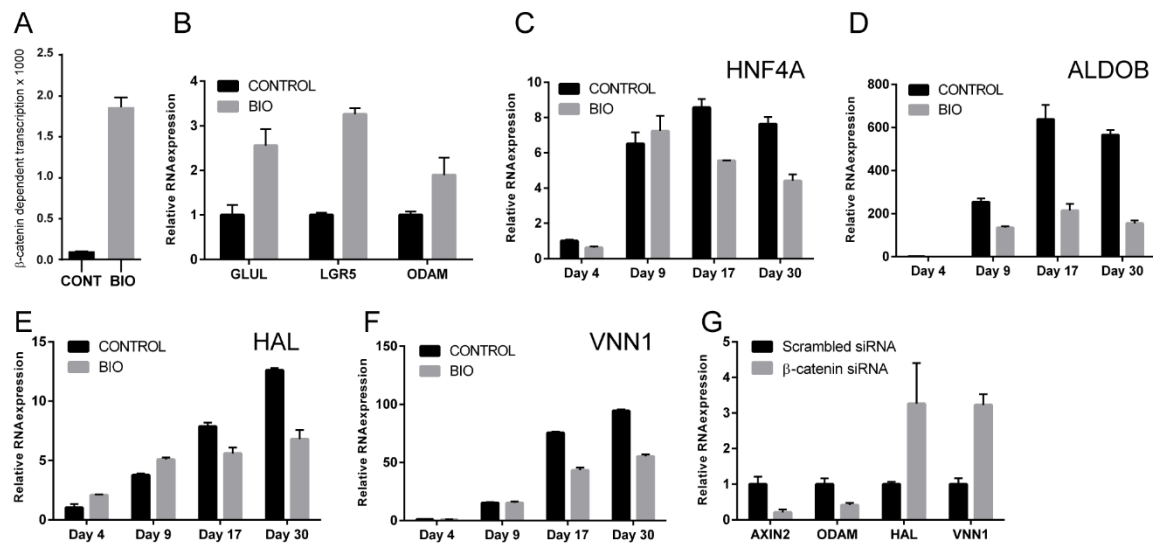 A
β-catenin dependent transcription x 1000
2.5
2.0
1.5
1.0
0.5
0.0
CONT BIO
B
Relative RNAexpression
4
3
2
1
0
CONTROL
BIO
GLUL LGR5 ODAM
C
HNF4A
Relative RNAexpression
8
6
4
2
0
CONTROL
BIO
Day 4 Day 9 Day 17 Day 30
D
ALDOB
Relative RNAexpression
800
600
400
200
0
CONTROL
BIO
Day 4 Day 9 Day 17 Day 30
E
HAL
Relative RNAexpression
15
10
5
0
CONTROL
BIO
Day 4 Day 9 Day 17 Day 30
F
VNN1
Relative RNAexpression
150
100
50
0
CONTROL
BIO
Day 4 Day 9 Day 17 Day 30
G
Relative RNAexpression
5
4
3
2
1
0
Scrambled siRNA
β-catenin siRNA
AXIN2 ODAM HAL VNN1